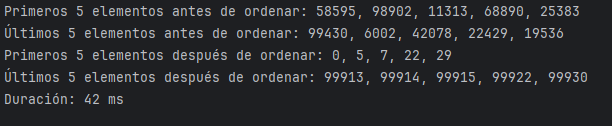 Primeros 5 elementos antes de ordenar: 58595, 98902, 11313, 68890, 25383
Últimos 5 elementos antes de ordenar: 99430, 6002, 42078, 22429, 19536
Primeros 5 elementos después de ordenar: 0, 5, 7, 22, 29
Últimos 5 elementos después de ordenar: 99913, 99914, 99915, 99922, 99930
Duración: 42 ms